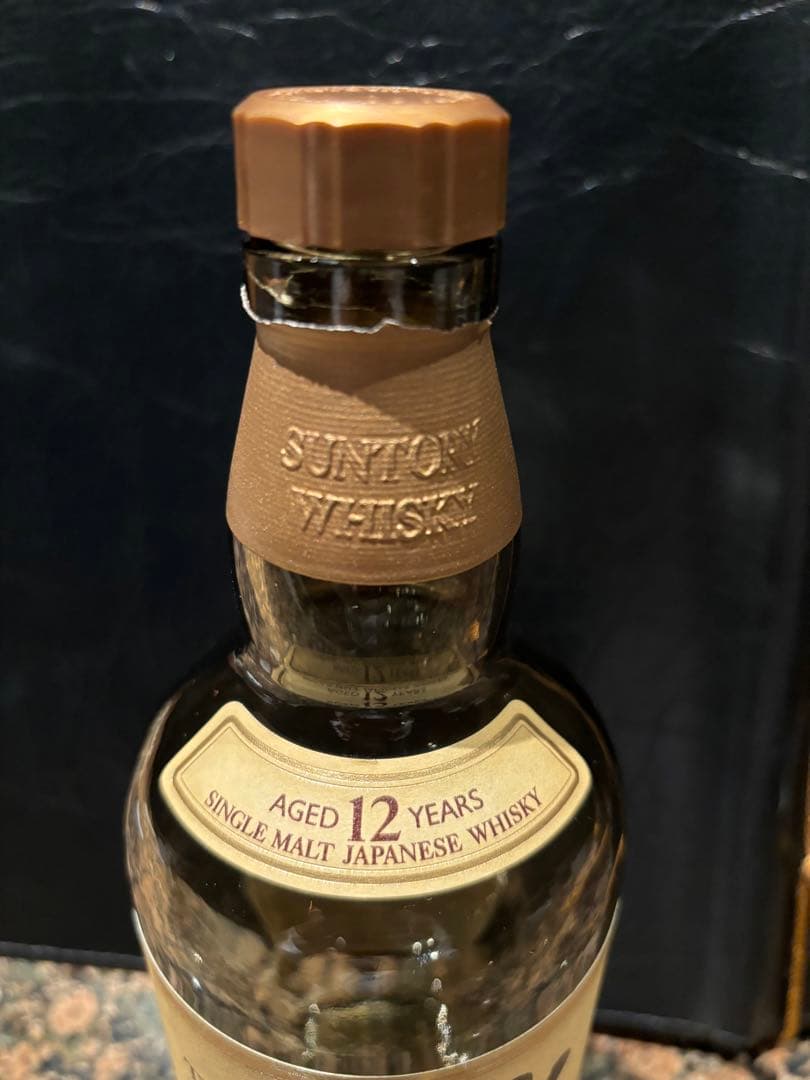 SUNTORY
WHISKY
AGED 12 YEARS
SINGLE MALT JAPANESE WHISKY